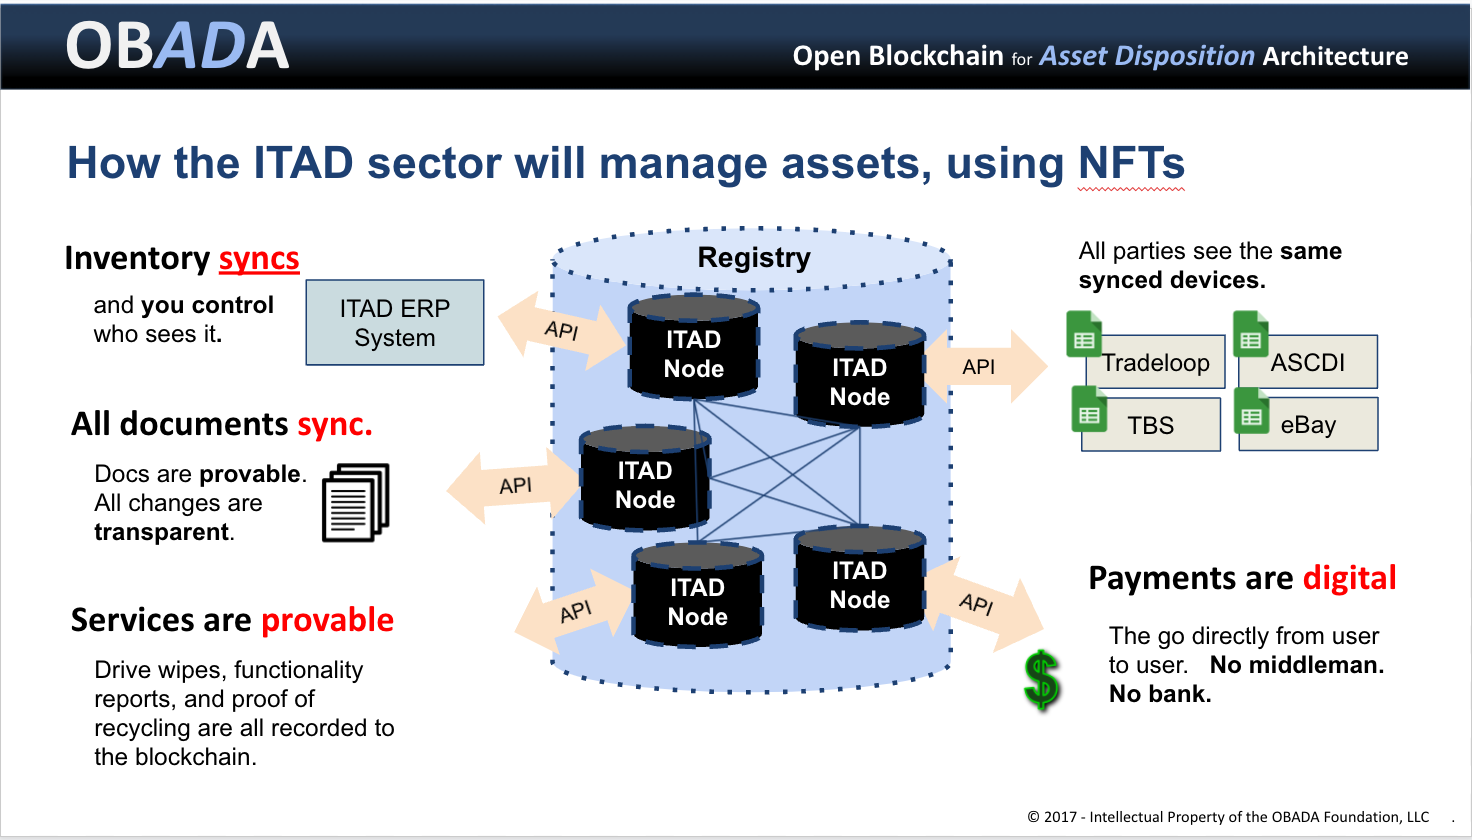 OBADA
Open Blockchain for Asset Disposition Architecture
How the ITAD sector will manage assets, using NFTs
Inventory syncs
and you control
who sees it.
ITAD ERP
System
API
All documents sync.
Docs are provable.
All changes are
transparent.
API
Services are provable
Drive wipes, functionality
reports, and proof of
recycling are all recorded to
the blockchain.
API
Registry
ITAD
Node
ITAD
Node
ITAD
Node
ITAD
Node
ITAD
Node
API
All parties see the same
synced devices.
Tradeloop
ASCDI
TBS
eBay
API
Payments are digital
The go directly from user
to user. No middleman.
No bank.
$
© 2017 - Intellectual Property of the OBADA Foundation, LLC .